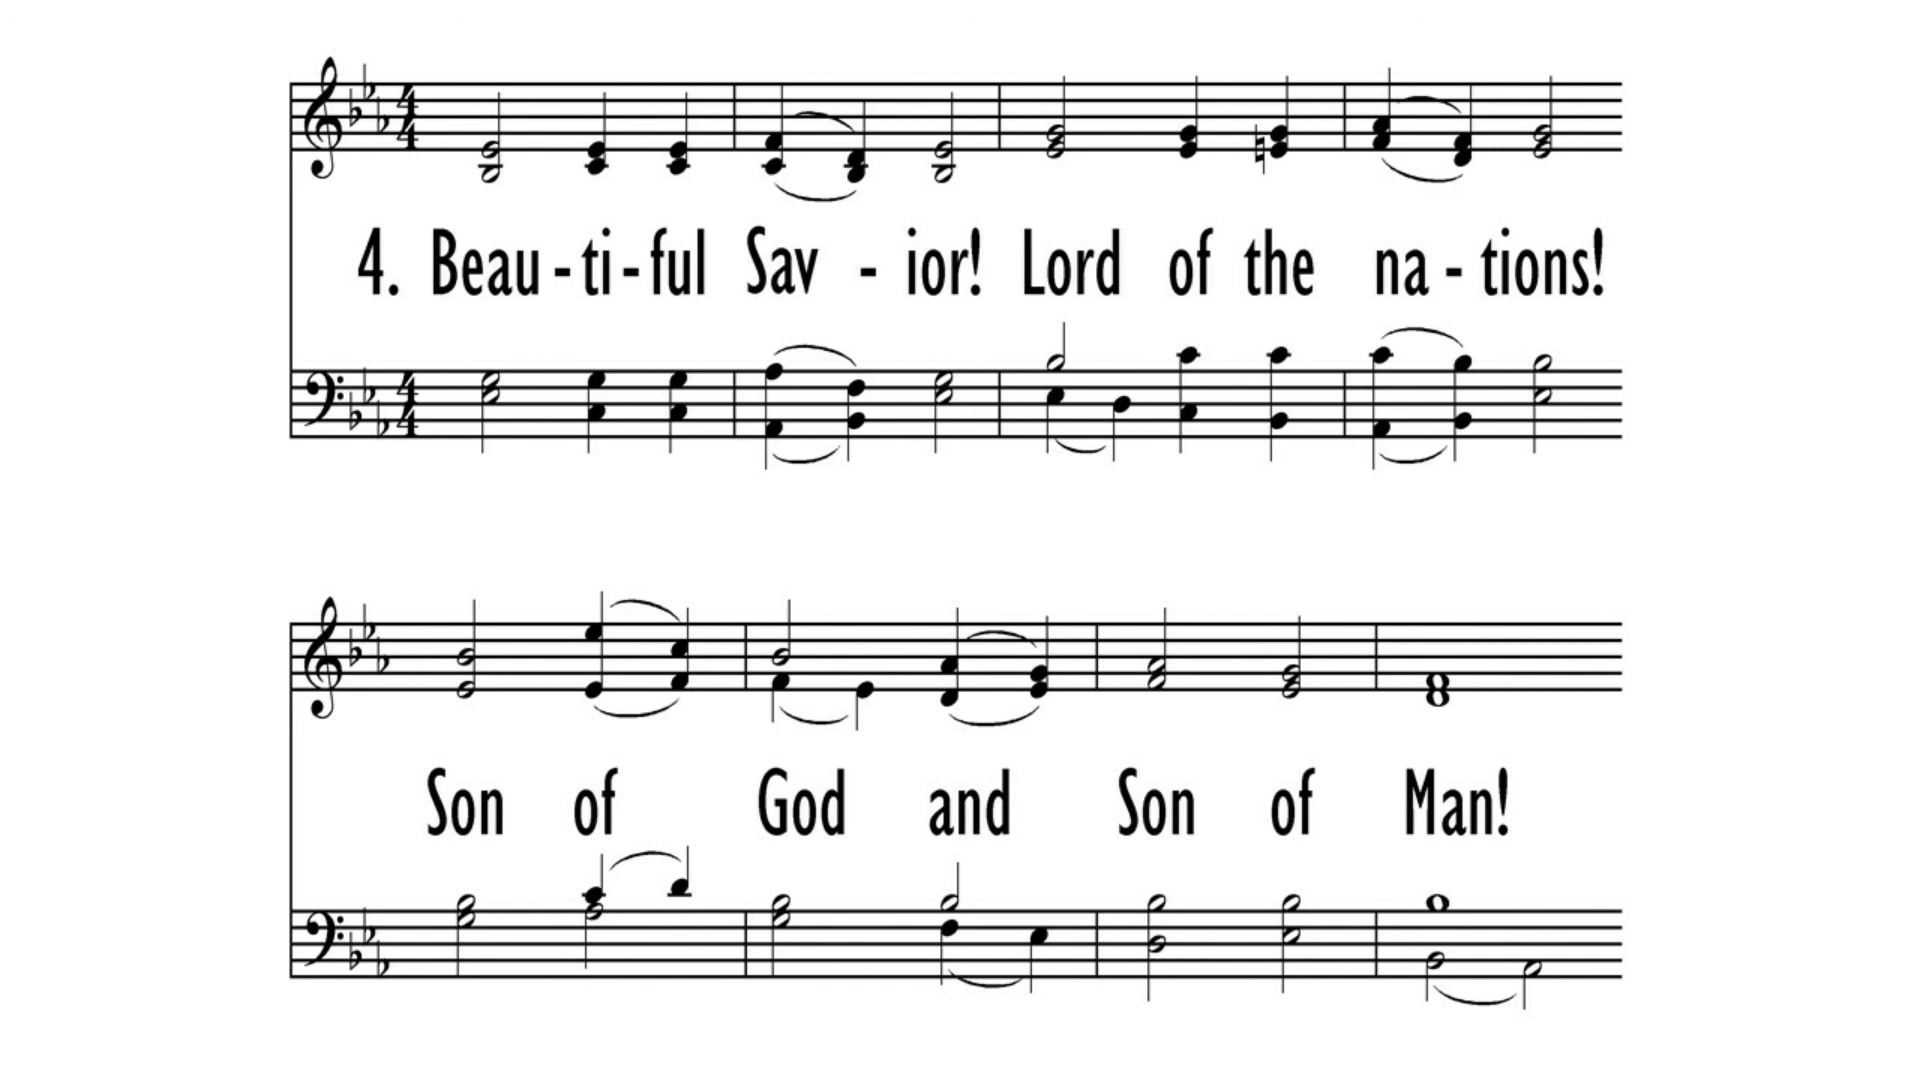 4. Beau - ti - ful Sav - ior! Lord of the na - tions!
Son of God and Son of Man!